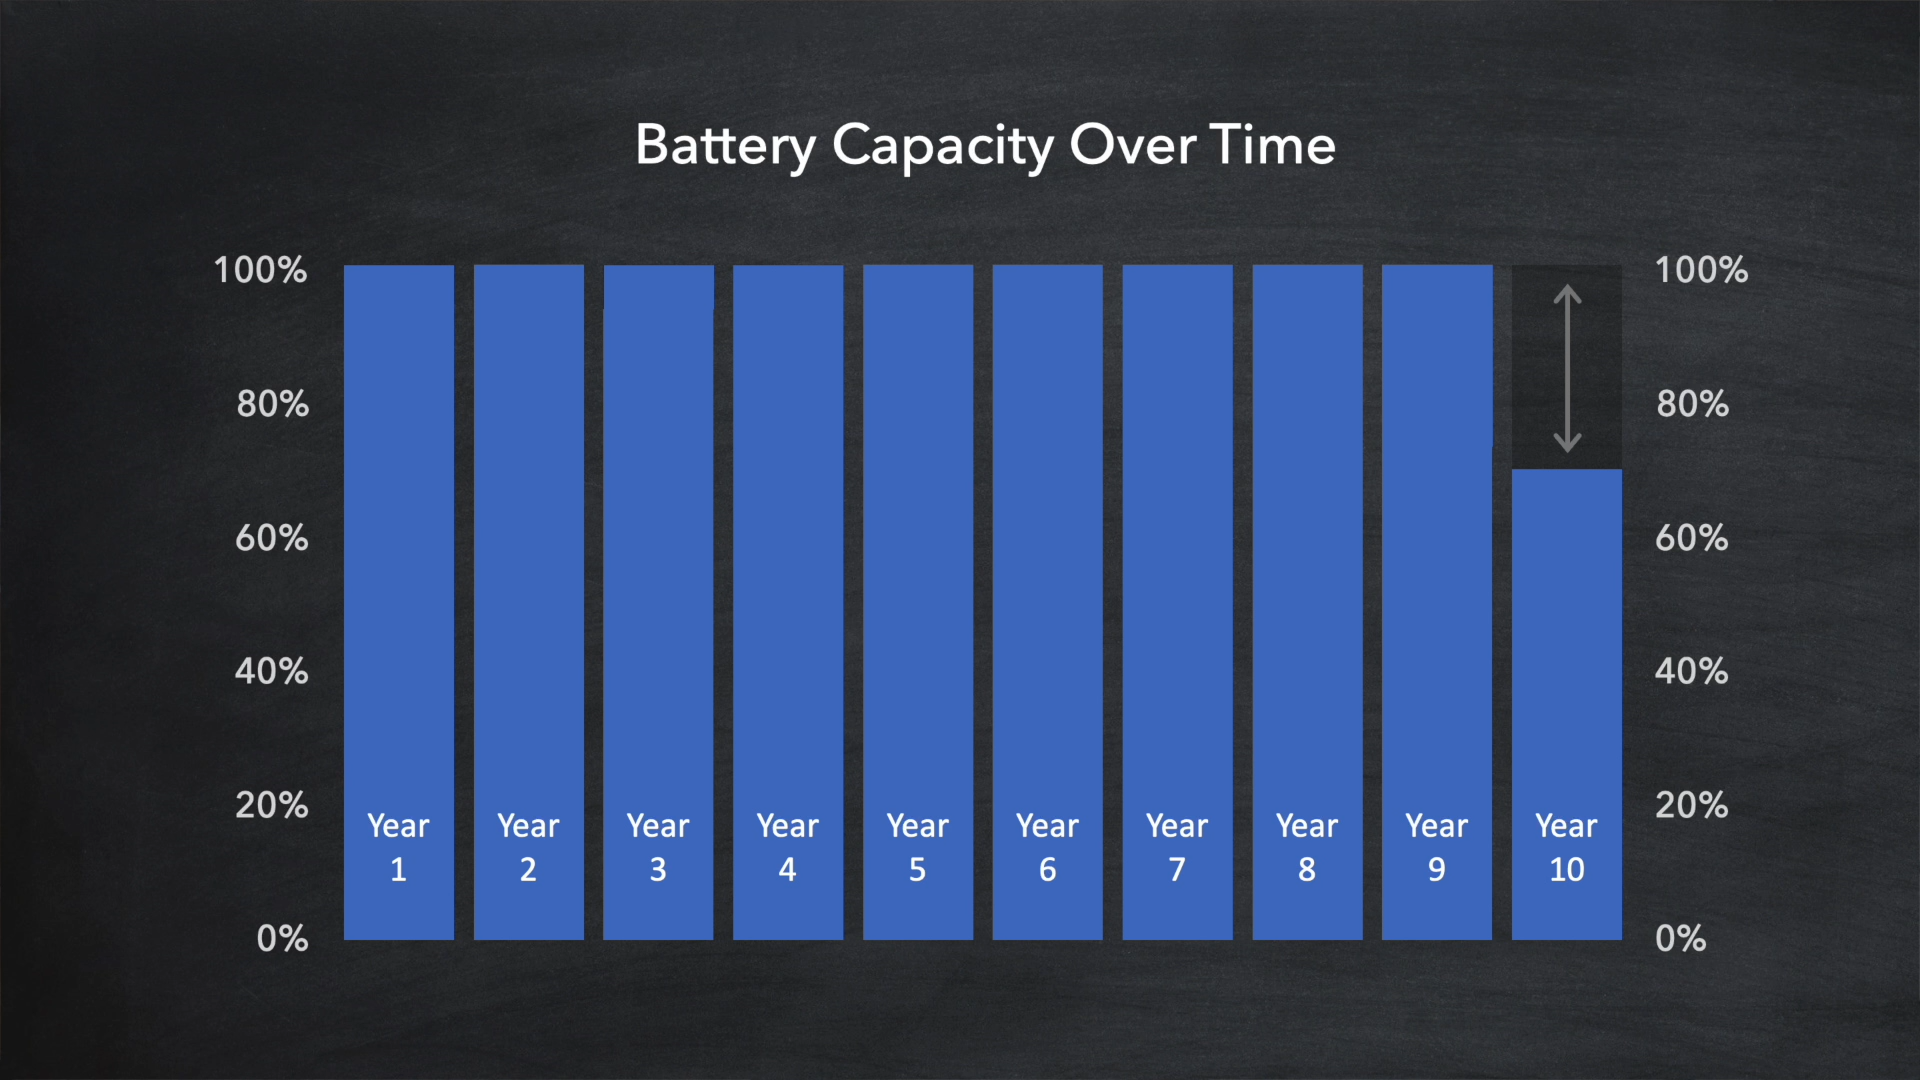 Battery Capacity Over Time
100%
80%
60%
40%
20%
0%
Year
1
Year
2
Year
3
Year
4
Year
5
Year
6
Year
7
Year
8
Year
9
Year
10
100%
80%
60%
40%
20%
0%